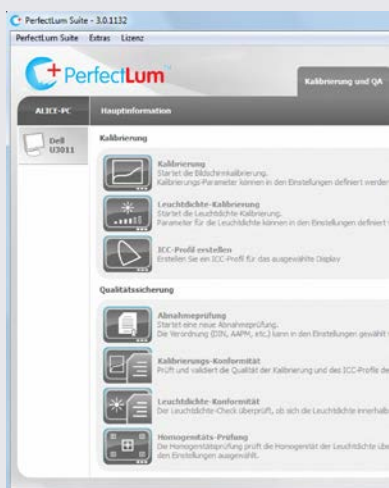 PerfectLum Suite - 3.0.1132
PerfectLum Suite Extras Lizenz
PerfectLum
Kalibrierung und QA
ALICE-PC Hauptinformation
Dell
U3011
Kalibrierung
Kalibrierung
Startet die Bildschirmkalibrierung.
Kalibrierungs-Parameter können in den Einstellungen definiert werden
Leuchtdichte-Kalibrierung
Startet die Leuchtdichte Kalibrierung.
Parameter für die Leuchtdichte können in den Einstellungen definiert
ICC-Profil erstellen
Erstellen Sie ein ICC-Profil für das ausgewählte Display
Qualitätssicherung
Abnahmeprüfung
Startet eine neue Abnahmeprüfung.
Die Verordnung (DIN, AAPM, etc.) kann in den Einstellungen gewählt
Kalibrierungs-Konformität
Prüft und validiert die Qualität der Kalibrierung und des ICC-Profils de
Leuchtdichte-Konformität
Der Leuchtdichte-Check überprüft, ob sich die Leuchtdichte innerhalb
Homogenitäts-Prüfung
Die Homogenitätsprüfung prüft die Homogenität der Leuchtdichte übe
den Einstellungen ausgewählt.